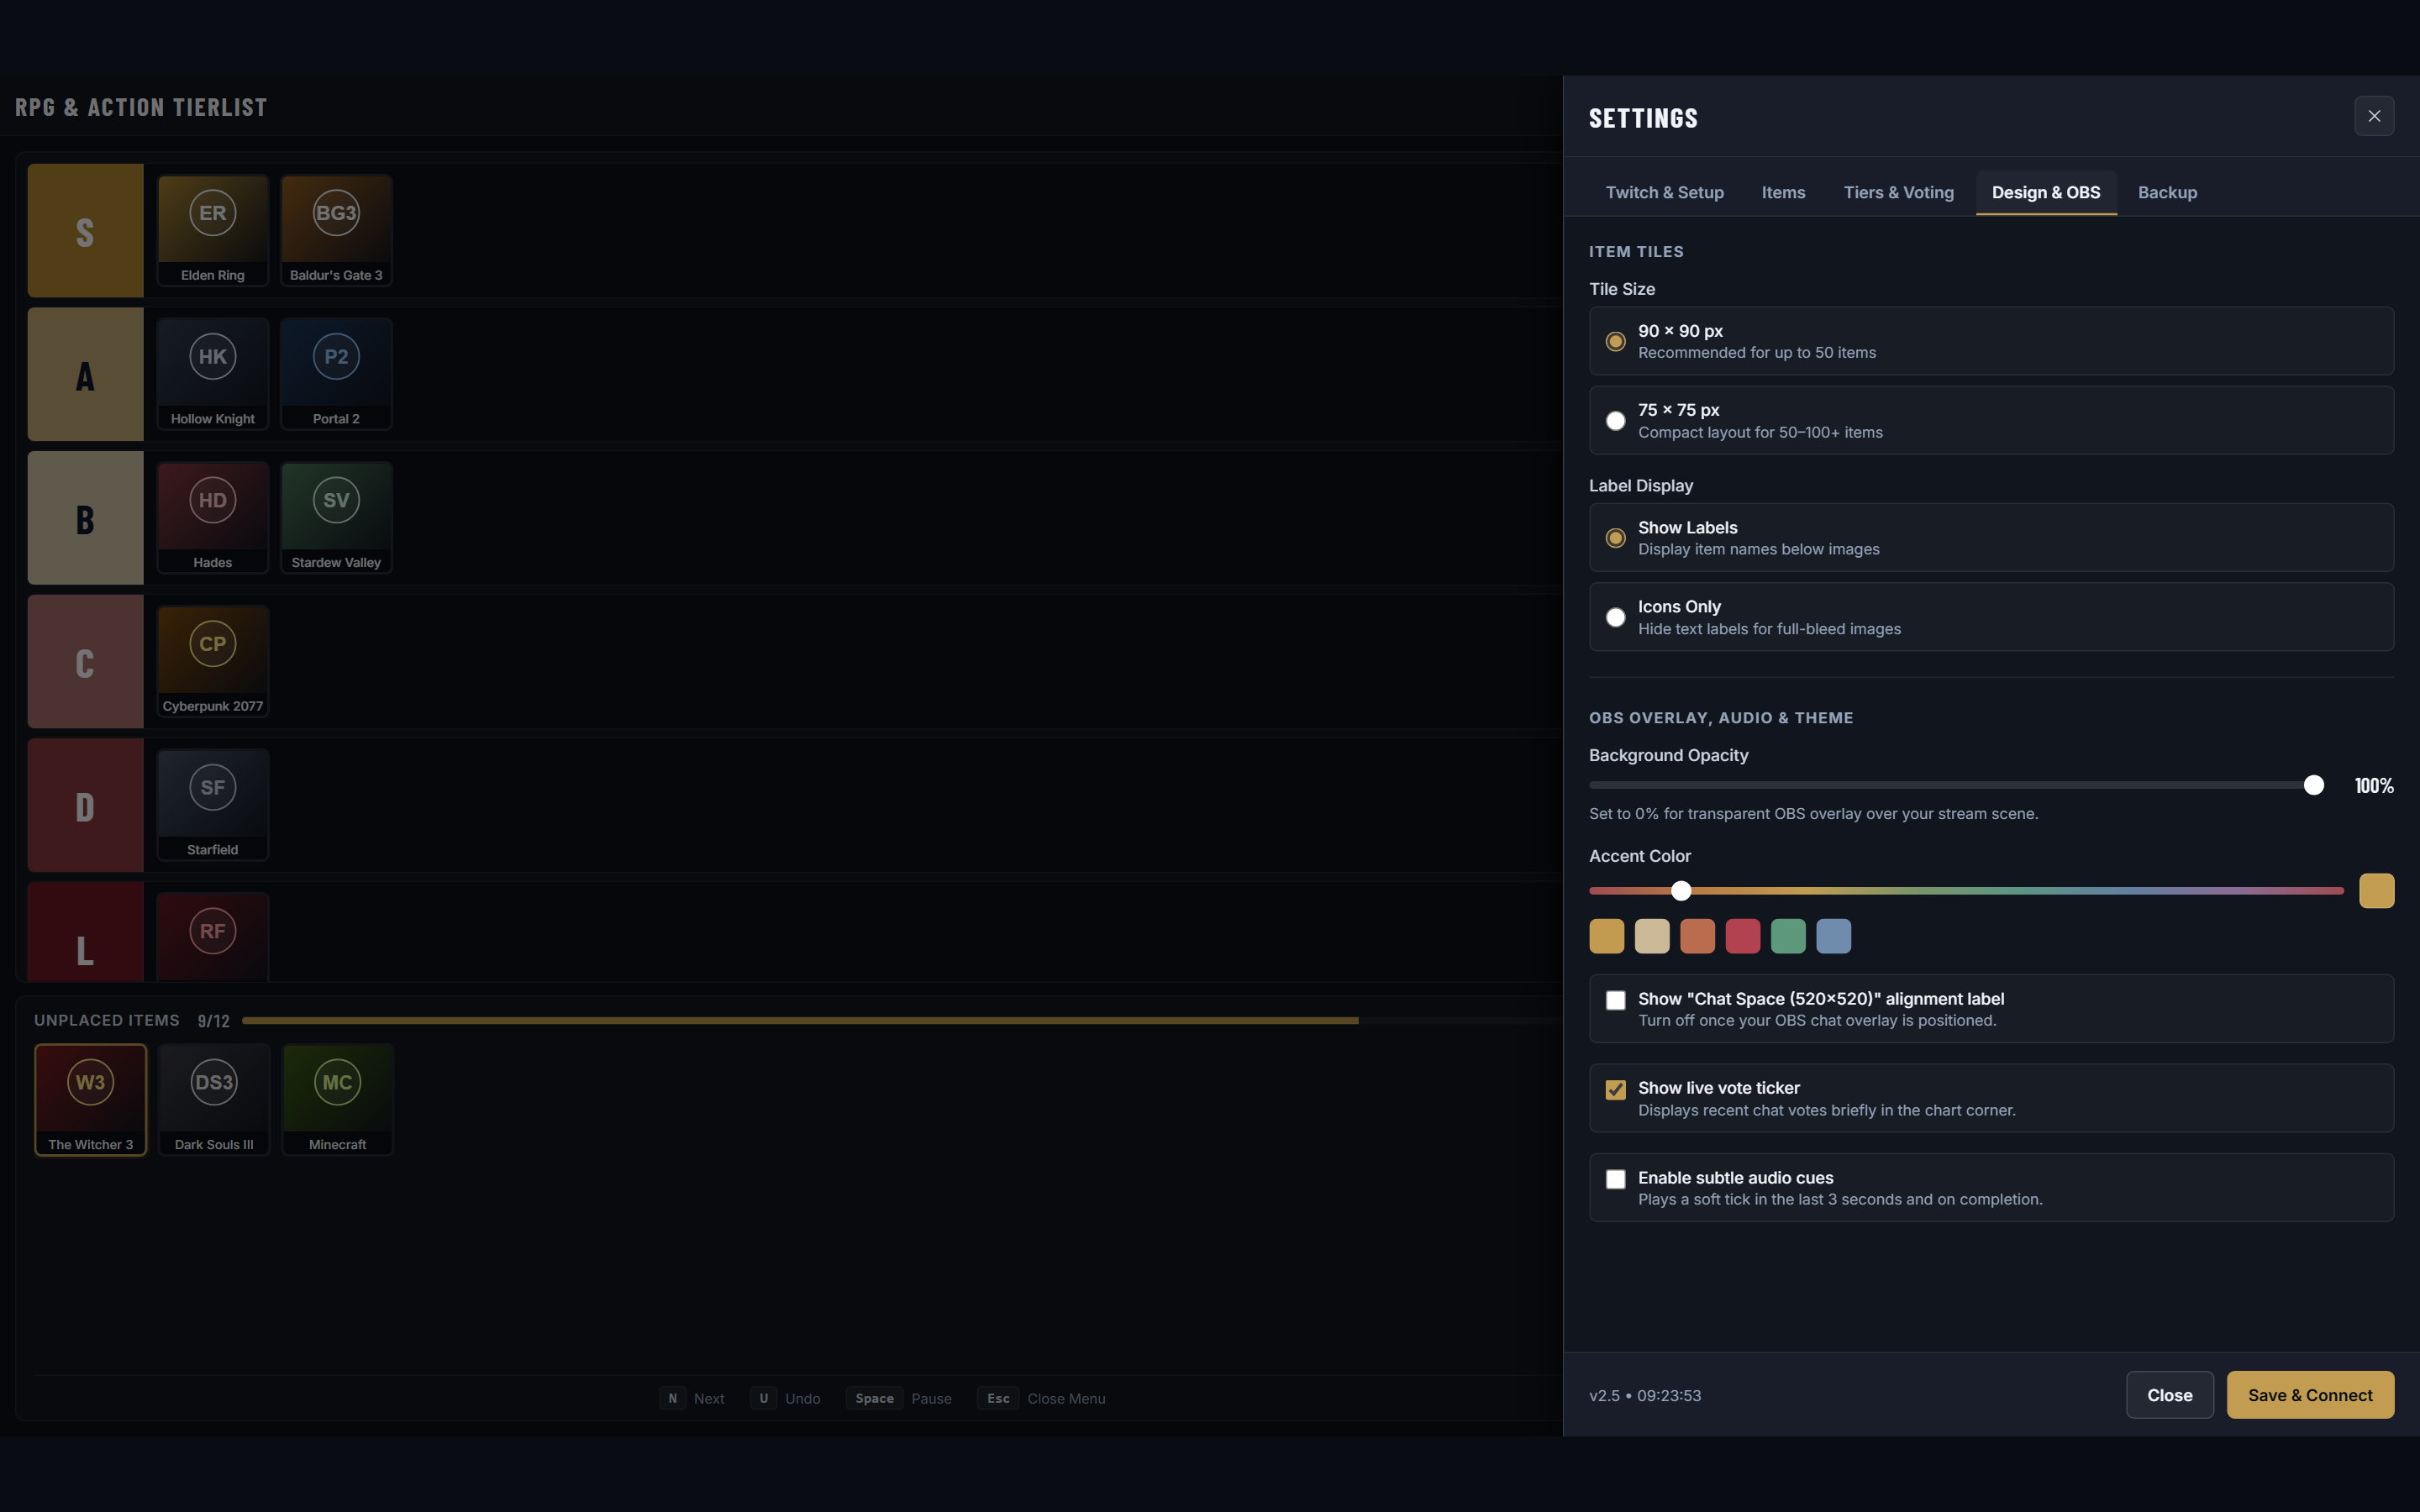 RPG & ACTION TIERLIST
S
ER
Elden Ring
BG3
Baldur's Gate 3
A
HK
Hollow Knight
P2
Portal 2
B
HD
Hades
SV
Stardew Valley
C
CP
Cyberpunk 2077
D
SF
Starfield
L
RF
UNPLACED ITEMS 9/12
W3
The Witcher 3
DS3
Dark Souls III
MC
Minecraft
N Next U Undo Space Pause Esc Close Menu
SETTINGS
Twitch & Setup Items Tiers & Voting Design & OBS Backup
ITEM TILES
Tile Size
90 × 90 px
Recommended for up to 50 items
75 × 75 px
Compact layout for 50–100+ items
Label Display
Show Labels
Display item names below images
Icons Only
Hide text labels for full-bleed images
OBS OVERLAY, AUDIO & THEME
Background Opacity
100%
Set to 0% for transparent OBS overlay over your stream scene.
Accent Color
Show "Chat Space (520×520)" alignment label
Turn off once your OBS chat overlay is positioned.
Show live vote ticker
Displays recent chat votes briefly in the chart corner.
Enable subtle audio cues
Plays a soft tick in the last 3 seconds and on completion.
v2.5 • 09:23:53
Close
Save & Connect